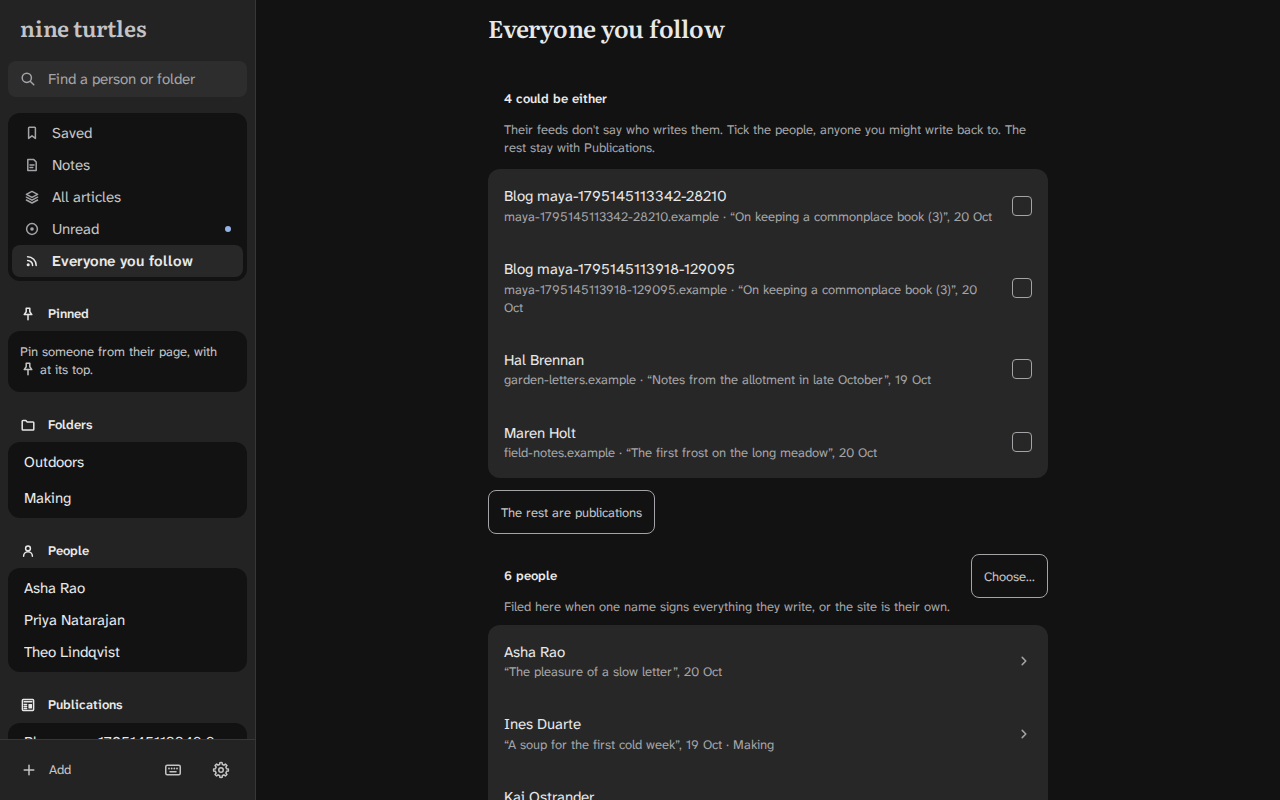 nine turtles
Find a person or folder
Saved
Notes
All articles
Unread
Everyone you follow
Pinned
Pin someone from their page, with
at its top.
Folders
Outdoors
Making
People
Asha Rao
Priya Natarajan
Theo Lindqvist
Publications
Add
Everyone you follow
4 could be either
Their feeds don't say who writes them. Tick the people, anyone you might write back to. The
rest stay with Publications.
Blog maya-1795145113342-28210
maya-1795145113342-28210.example · “On keeping a commonplace book (3)”, 20 Oct
Blog maya-1795145113918-129095
maya-1795145113918-129095.example · “On keeping a commonplace book (3)”, 20
Oct
Hal Brennan
garden-letters.example · “Notes from the allotment in late October”, 19 Oct
Maren Holt
field-notes.example · “The first frost on the long meadow”, 20 Oct
The rest are publications
6 people
Choose…
Filed here when one name signs everything they write, or the site is their own.
Asha Rao
“The pleasure of a slow letter”, 20 Oct
Ines Duarte
“A soup for the first cold week”, 19 Oct · Making
Kai Ostrander